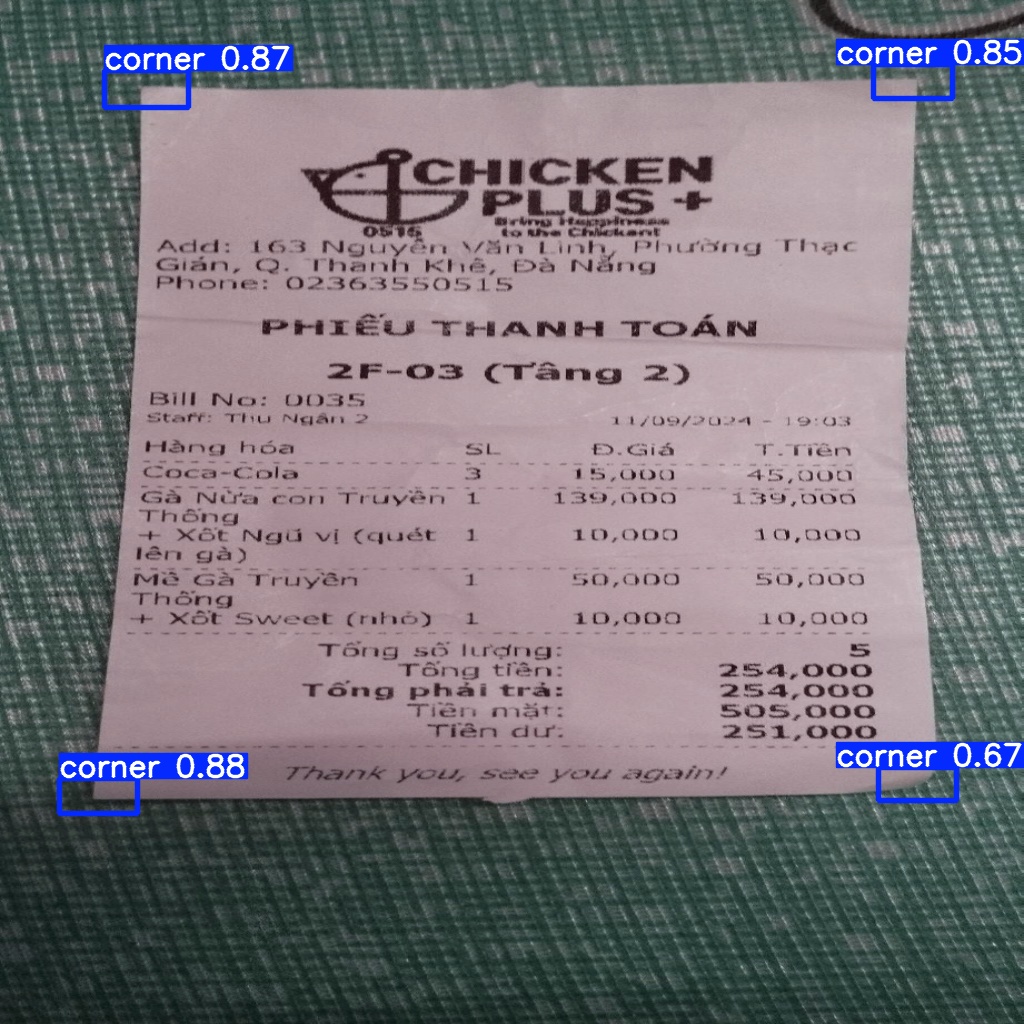 corner 0.87
corner 0.85
CHICKEN
PLUS +
Bring Happiness
to the Chickent
0515
Add: 163 Nguyễn Văn Linh, Phường Thạc
Gián, Q. Thanh Khê, Đà Nẵng
Phone: 02363550515
PHIẾU THANH TOÁN
2F-03 (Tầng 2)
Bill No: 0035
Staff: Thu Ngân 2 11/09/2024 - 19:03
Hàng hóa SL Đ.Giá T.Tiền
Coca-Cola 3 15,000 45,000
Gà Nửa con Truyền 1 139,000 139,000
Thống
+ Xốt Ngũ vị (quét 1 10,000 10,000
lên gà)
Mề Gà Truyền 1 50,000 50,000
Thống
+ Xốt Sweet (nhỏ) 1 10,000 10,000
Tổng số lượng: 5
Tổng tiền: 254,000
Tổng phải trả: 254,000
Tiền mặt: 505,000
Tiền dư: 251,000
corner 0.88
corner 0.67
Thank you, see you again!